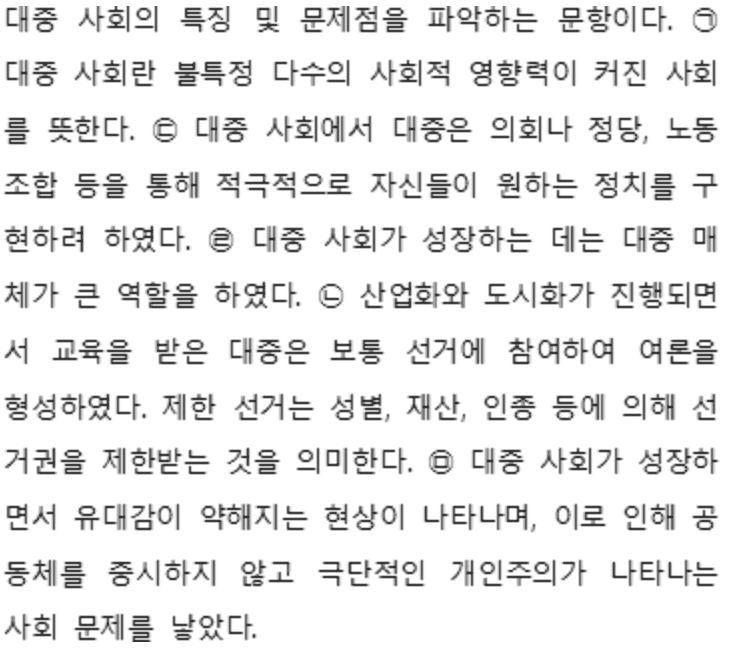 대중 사회의 특징 및 문제점을 파악하는 문항이다. ㉠
대중 사회란 불특정 다수의 사회적 영향력이 커진 사회
를 뜻한다. ㉢ 대중 사회에서 대중은 의회나 정당, 노동
조합 등을 통해 적극적으로 자신들이 원하는 정치를 구
현하려 하였다. ㉣ 대중 사회가 성장하는 데는 대중 매
체가 큰 역할을 하였다. ㉡ 산업화와 도시화가 진행되면
서 교육을 받은 대중은 보통 선거에 참여하여 여론을
형성하였다. 제한 선거는 성별, 재산, 인종 등에 의해 선
거권을 제한받는 것을 의미한다. ㉤ 대중 사회가 성장하
면서 유대감이 약해지는 현상이 나타나며, 이로 인해 공
동체를 중시하지 않고 극단적인 개인주의가 나타나는
사회 문제를 낳았다.